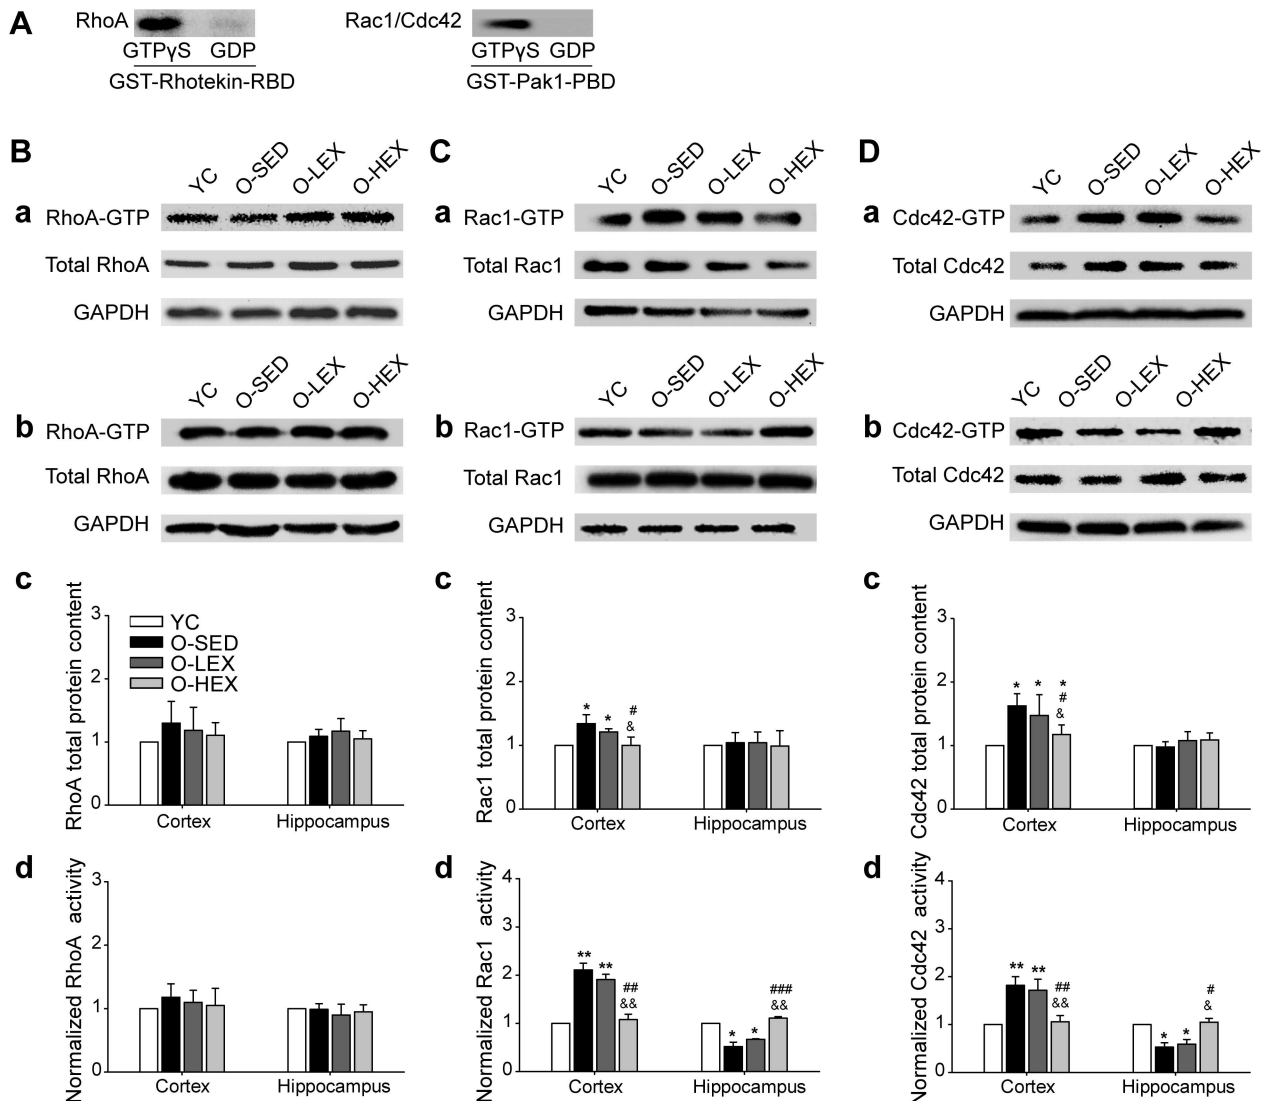 A
RhoA
GTPγS GDP
GST-Rhotekin-RBD
Rac1/Cdc42
GTPγS GDP
GST-Pak1-PBD
B
YC O-SED O-LEX O-HEX
a
RhoA-GTP
Total RhoA
GAPDH
YC O-SED O-LEX O-HEX
b
RhoA-GTP
Total RhoA
GAPDH
c
RhoA total protein content
3
2
1
0
YC
O-SED
O-LEX
O-HEX
Cortex Hippocampus
d
Normalized RhoA activity
3
2
1
0
Cortex Hippocampus
C
YC O-SED O-LEX O-HEX
a
Rac1-GTP
Total Rac1
GAPDH
YC O-SED O-LEX O-HEX
b
Rac1-GTP
Total Rac1
GAPDH
c
Rac1 total protein content
3
2
1
0
* * # &
Cortex Hippocampus
d
Normalized Rac1 activity
4
3
2
1
0
** ** ## && * * ### &&
Cortex Hippocampus
D
YC O-SED O-LEX O-HEX
a
Cdc42-GTP
Total Cdc42
GAPDH
YC O-SED O-LEX O-HEX
b
Cdc42-GTP
Total Cdc42
GAPDH
c
Cdc42 total protein content
3
2
1
0
* * * # &
Cortex Hippocampus
d
Normalized Cdc42 activity
4
3
2
1
0
** ** ## && * * # &
Cortex Hippocampus